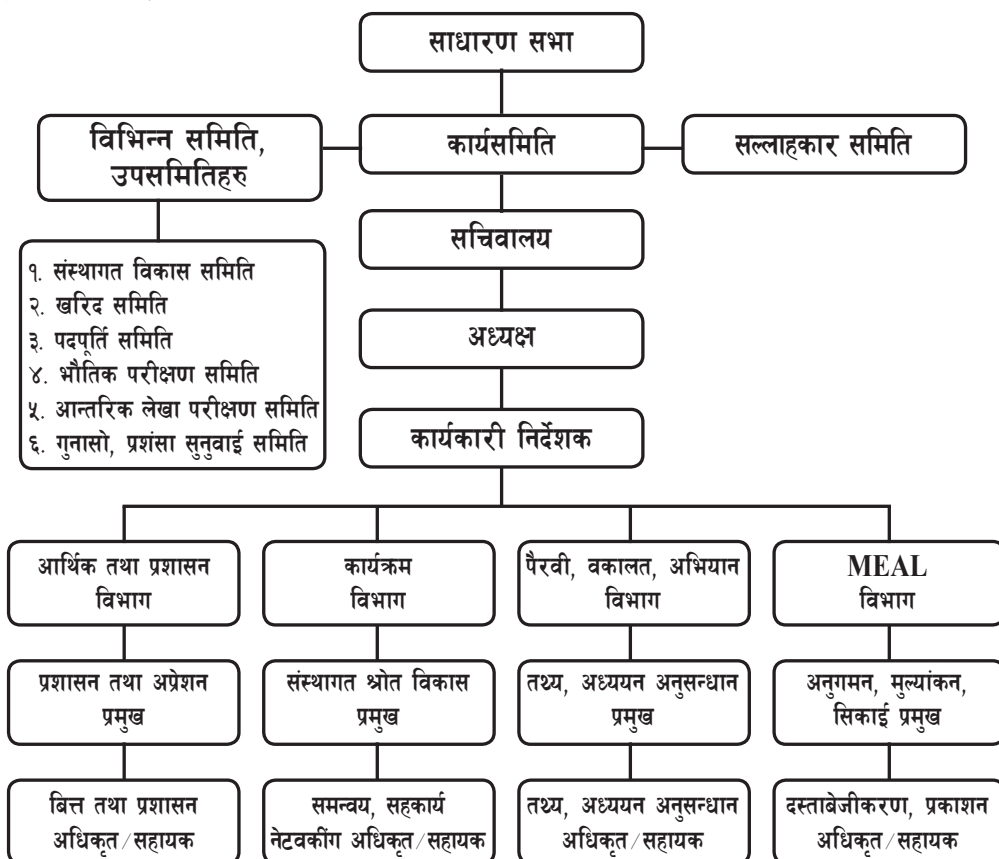 साधारण सभा
विभिन्न समिति,
उपसमितिहरु
कार्यसमिति
सल्लाहकार समिति
सचिवालय
१. संस्थागत विकास समिति
२. खरिद समिति
३. पदपूर्ति समिति
४. भौतिक परीक्षण समिति
५. आन्तरिक लेखा परीक्षण समिति
६. गुनासो, प्रशंसा सुनुवाई समिति
अध्यक्ष
कार्यकारी निर्देशक
आर्थिक तथा प्रशासन
विभाग
कार्यक्रम
विभाग
पैरवी, वकालत, अभियान
विभाग
MEAL
विभाग
प्रशासन तथा अप्रेशन
प्रमुख
संस्थागत श्रोत विकास
प्रमुख
तथ्य, अध्ययन अनुसन्धान
प्रमुख
अनुगमन, मुल्यांकन,
सिकाई प्रमुख
बित्त तथा प्रशासन
अधिकृत/सहायक
समन्वय, सहकार्य
नेटवकींग अधिकृत/सहायक
तथ्य, अध्ययन अनुसन्धान
अधिकृत/सहायक
दस्ताबेजीकरण, प्रकाशन
अधिकृत/सहायक